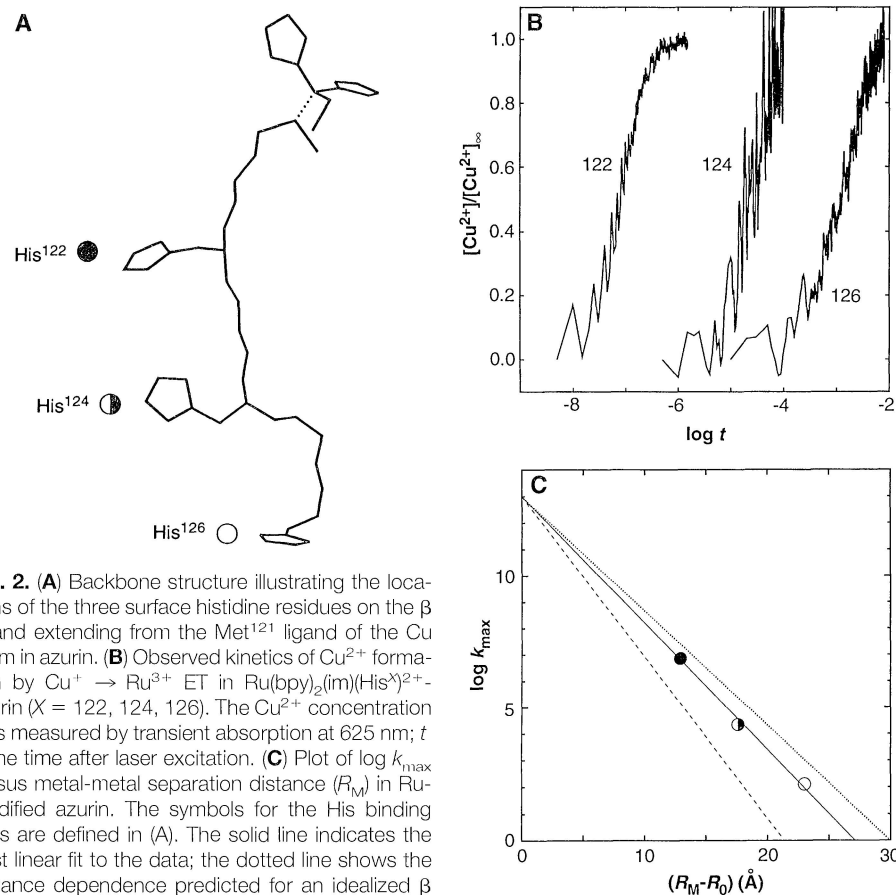 A
His¹²²
His¹²⁴
His¹²⁶
B
[Cu²⁺]/[Cu²⁺]∞
1.0
0.8
0.6
0.4
0.2
0.0
122
124
126
-8
-6
-4
-2
log t
C
log k_max
10
5
0
0
10
20
30
(R_M-R_0) (Å)
. 2. (A) Backbone structure illustrating the loca-
ns of the three surface histidine residues on the β
and extending from the Met¹²¹ ligand of the Cu
m in azurin. (B) Observed kinetics of Cu²⁺ forma-
n by Cu⁺ → Ru³⁺ ET in Ru(bpy)₂(im)(Hisˣ)²⁺-
rin (X = 122, 124, 126). The Cu²⁺ concentration
s measured by transient absorption at 625 nm; t
ne time after laser excitation. (C) Plot of log k_max
sus metal-metal separation distance (R_M) in Ru-
dified azurin. The symbols for the His binding
s are defined in (A). The solid line indicates the
st linear fit to the data; the dotted line shows the
ance dependence predicted for an idealized β